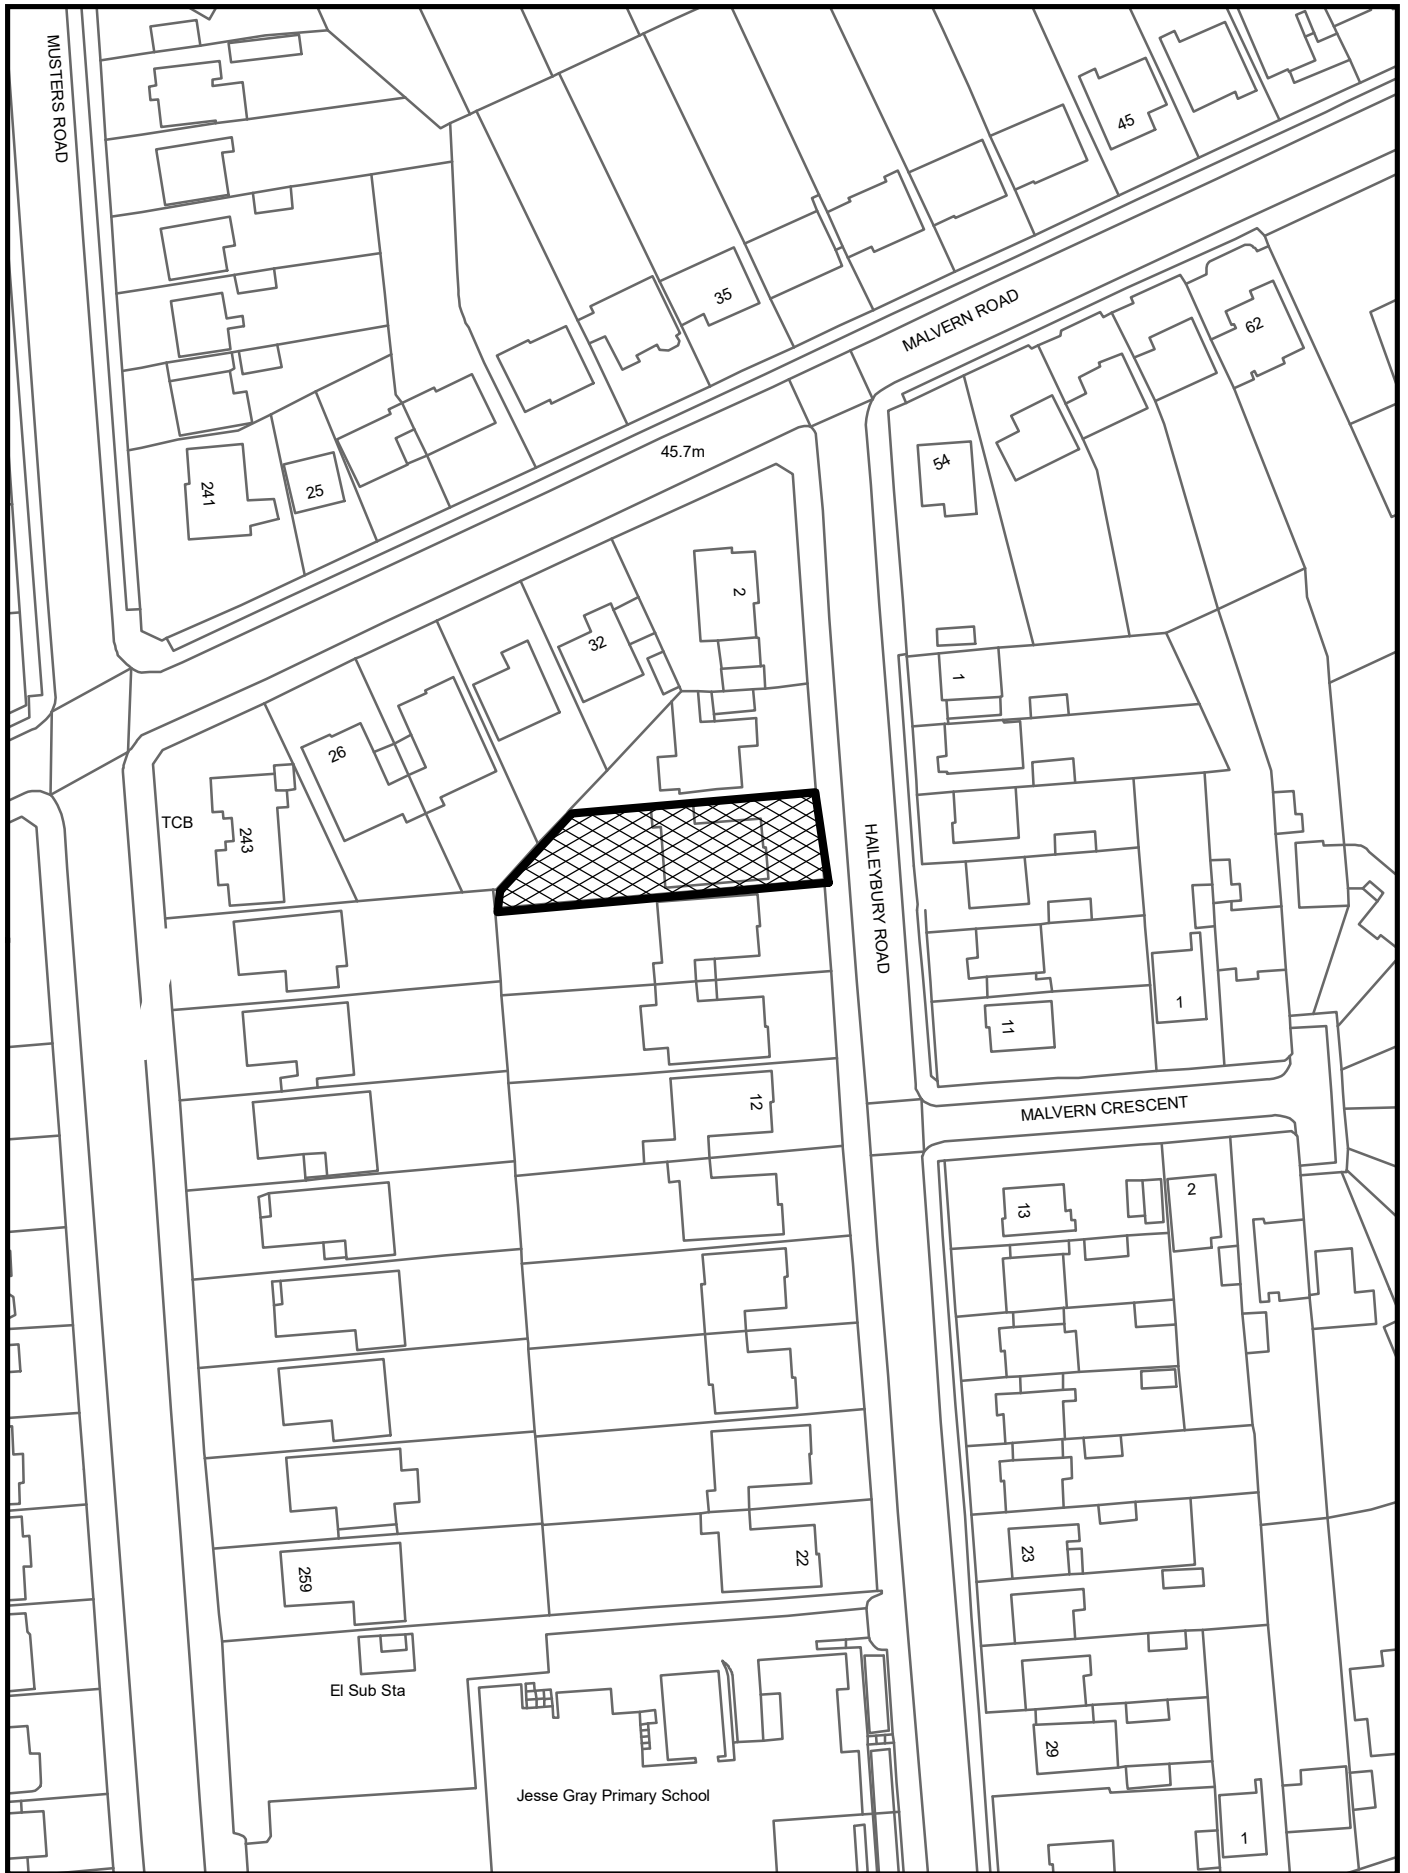 MUSTERS ROAD
45
35
MALVERN ROAD
62
45.7m
54
241
25
2
32
1
26
TCB
243
HAILEYBURY ROAD
1
11
12
MALVERN CRESCENT
13
2
23
22
259
El Sub Sta
29
Jesse Gray Primary School
1